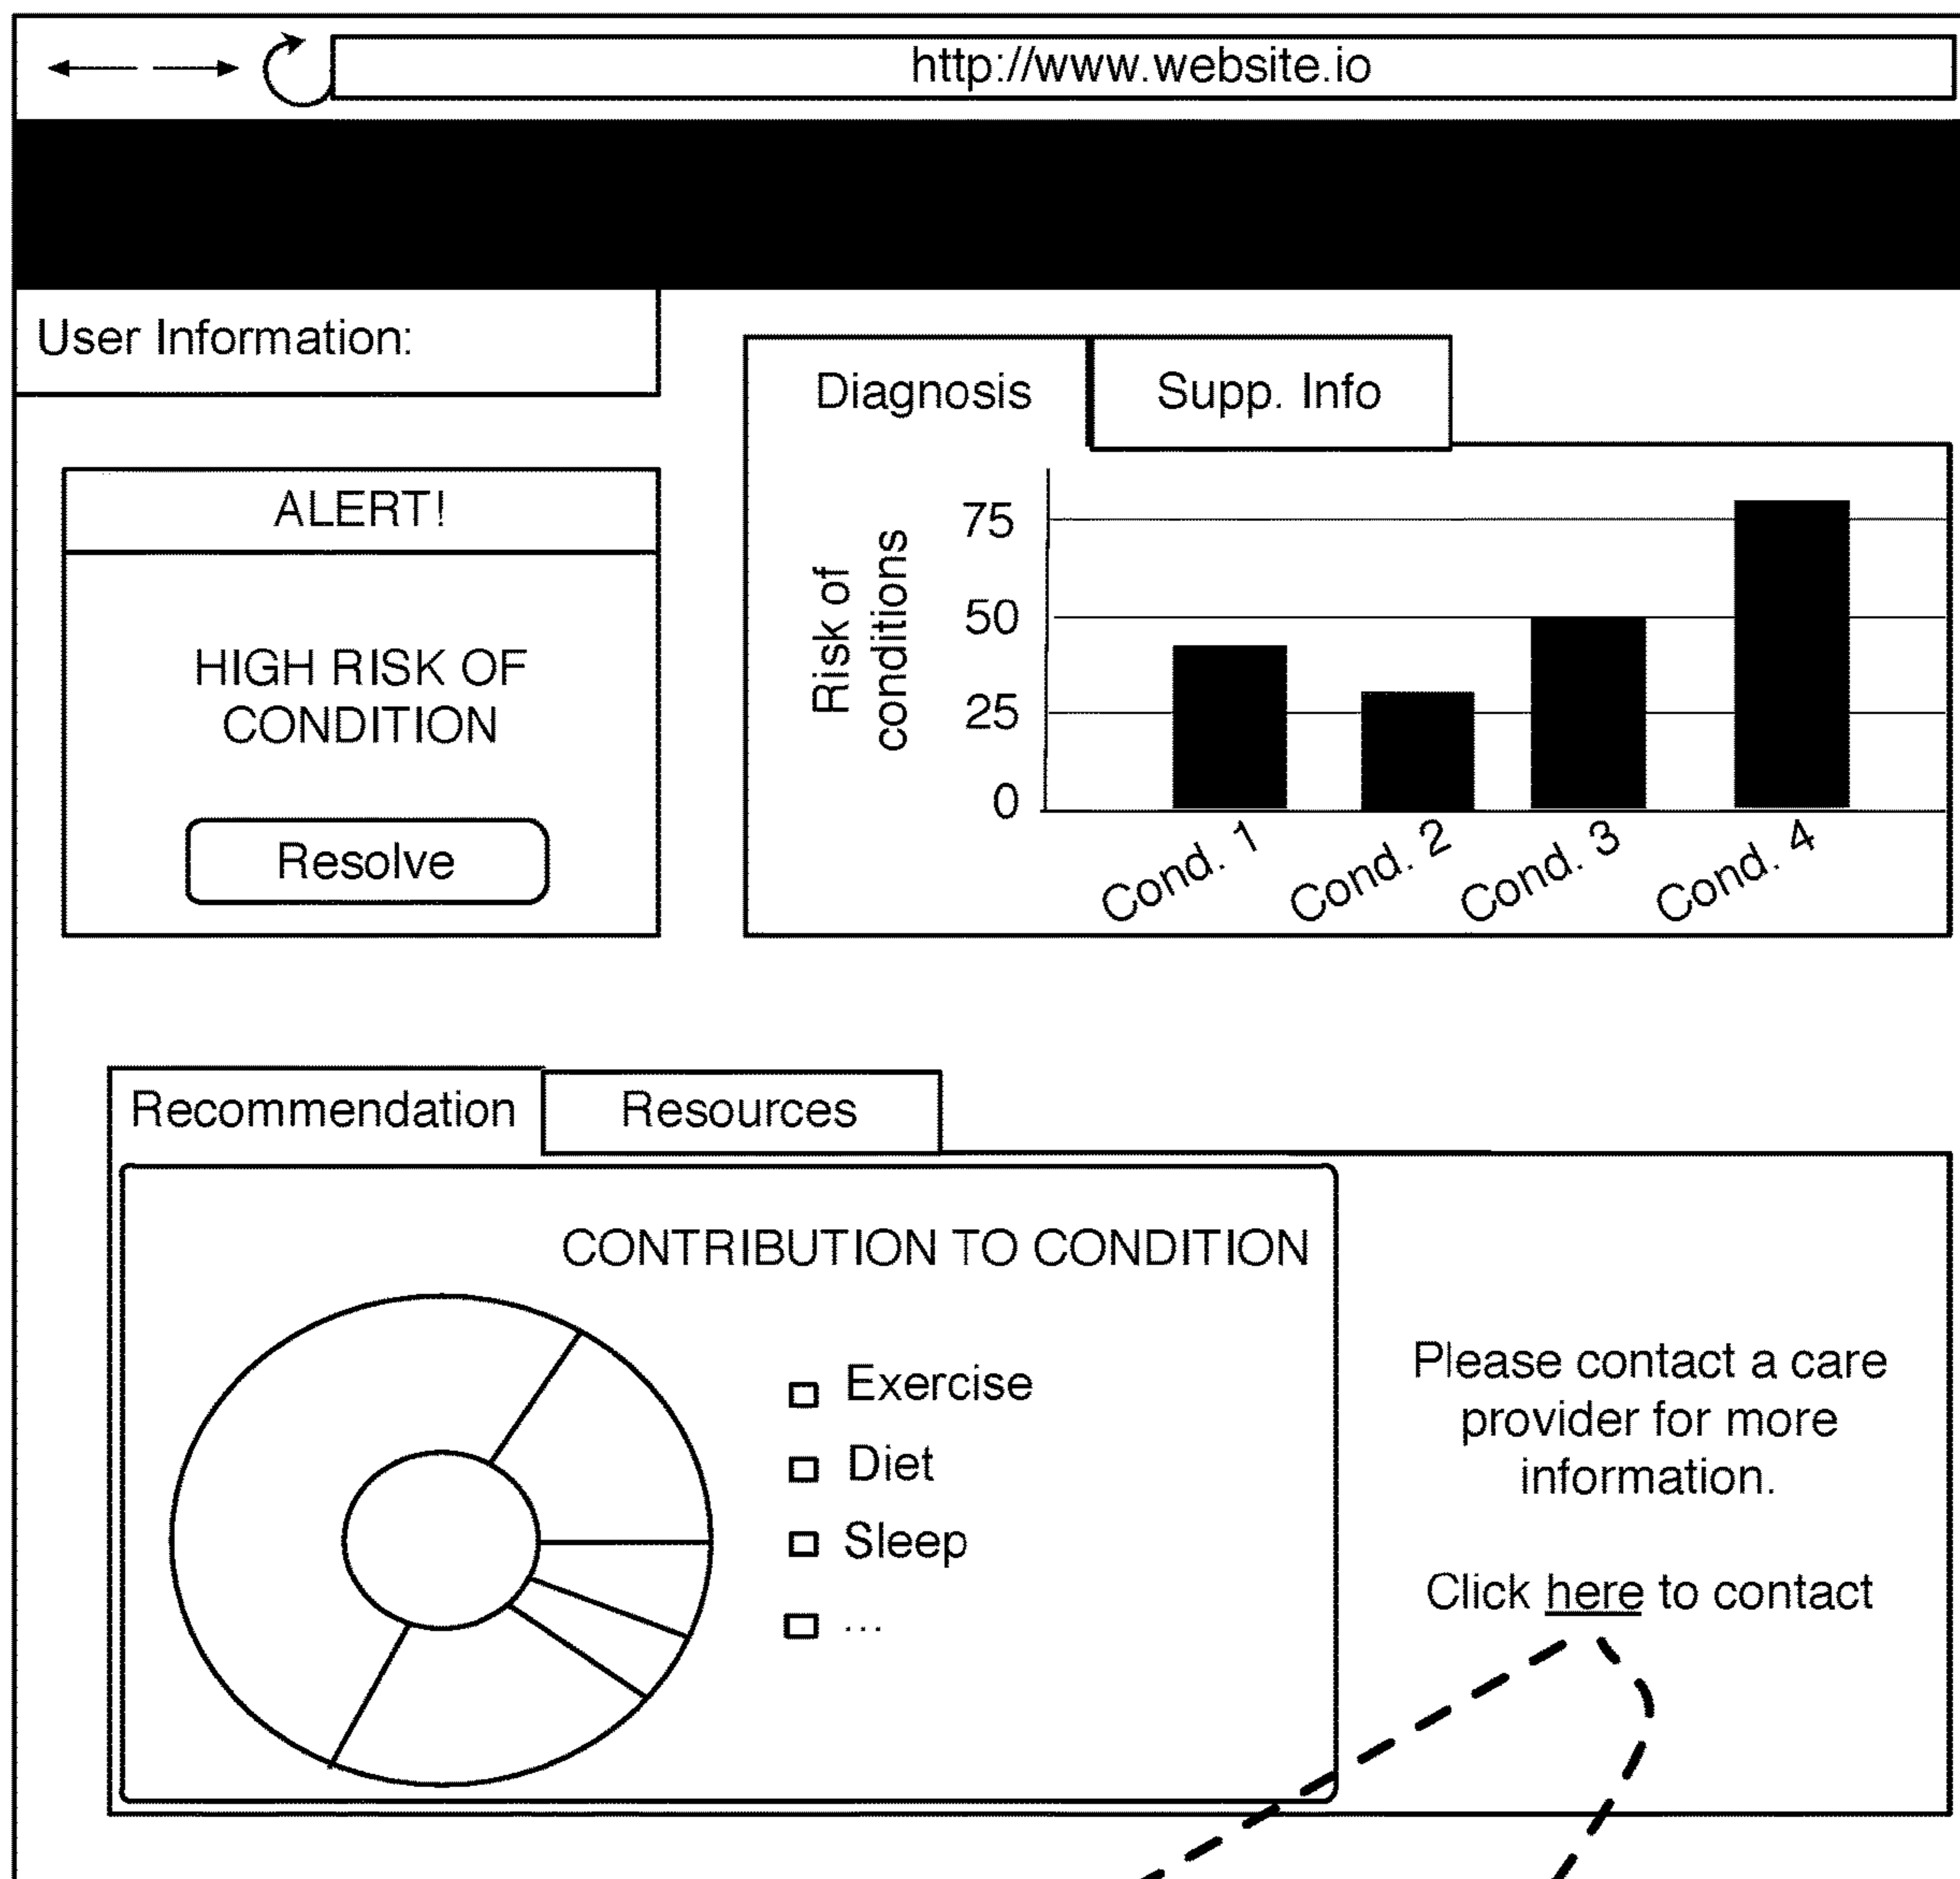 http://www.website.io
User Information:
Diagnosis
Supp. Info
ALERT!
HIGH RISK OF
CONDITION
Resolve
Risk of
conditions
75
50
25
0
Cond. 1
Cond. 2
Cond. 3
Cond. 4
Recommendation
Resources
CONTRIBUTION TO CONDITION
Exercise
Diet
Sleep
...
Please contact a care
provider for more
information.
Click here to contact